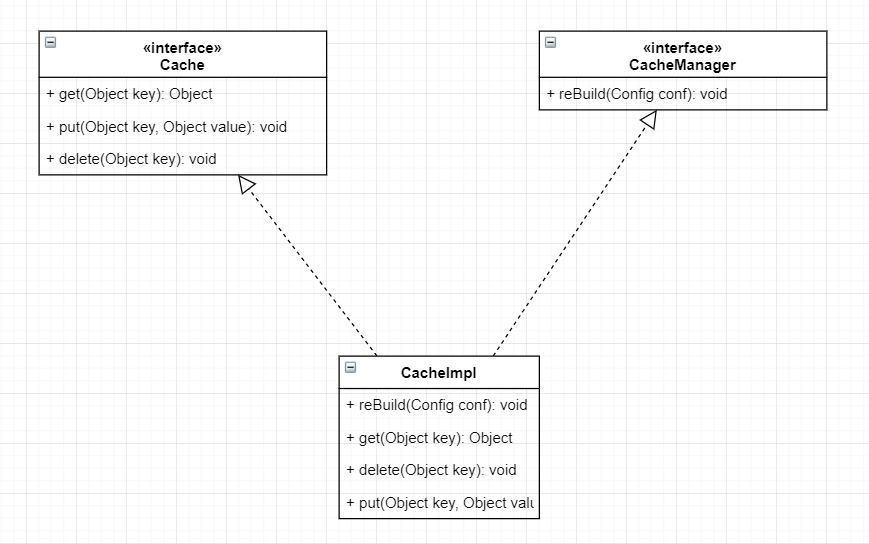 «interface»
Cache
+ get(Object key): Object
+ put(Object key, Object value): void
+ delete(Object key): void
«interface»
CacheManager
+ reBuild(Config conf): void
CacheImpl
+ reBuild(Config conf): void
+ get(Object key): Object
+ delete(Object key): void
+ put(Object key, Object